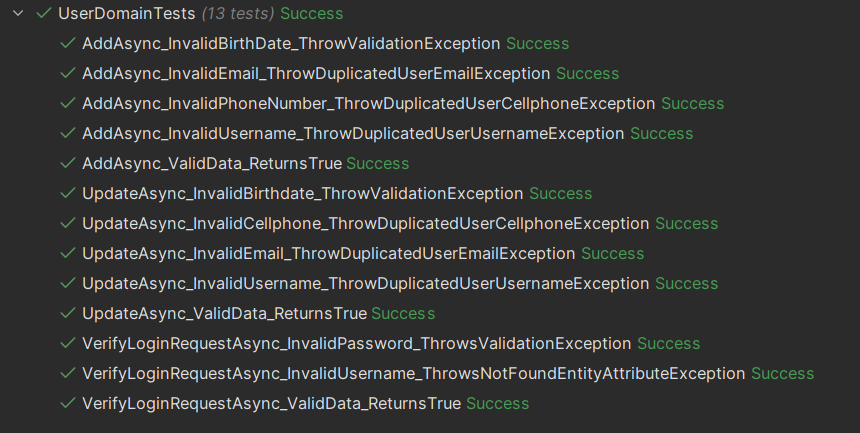 UserDomainTests (13 tests) Success
AddAsync_InvalidBirthDate_ThrowValidationException Success
AddAsync_InvalidEmail_ThrowDuplicatedUserEmailException Success
AddAsync_InvalidPhoneNumber_ThrowDuplicatedUserCellphoneException Success
AddAsync_InvalidUsername_ThrowDuplicatedUserUsernameException Success
AddAsync_ValidData_ReturnsTrue Success
UpdateAsync_InvalidBirthdate_ThrowValidationException Success
UpdateAsync_InvalidCellphone_ThrowDuplicatedUserCellphoneException Success
UpdateAsync_InvalidEmail_ThrowDuplicatedUserEmailException Success
UpdateAsync_InvalidUsername_ThrowDuplicatedUserUsernameException Success
UpdateAsync_ValidData_ReturnsTrue Success
VerifyLoginRequestAsync_InvalidPassword_ThrowsValidationException Success
VerifyLoginRequestAsync_InvalidUsername_ThrowsNotFoundEntityAttributeException Success
VerifyLoginRequestAsync_ValidData_ReturnsTrue Success